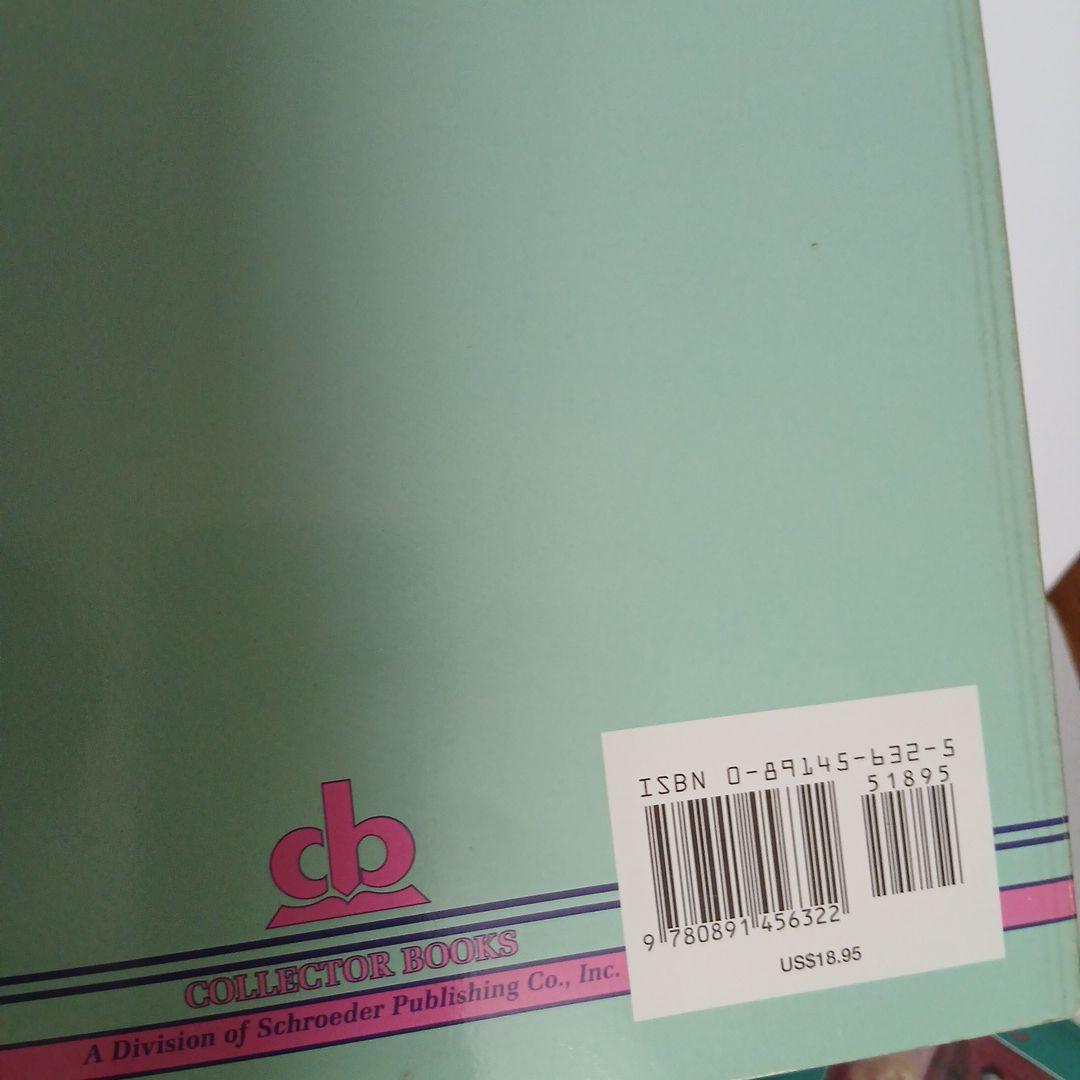 cb
COLLECTOR BOOKS
A Division of Schroeder Publishing Co., Inc.
ISBN 0-89145-632-5
51895
9 780891 456322
US$18.95